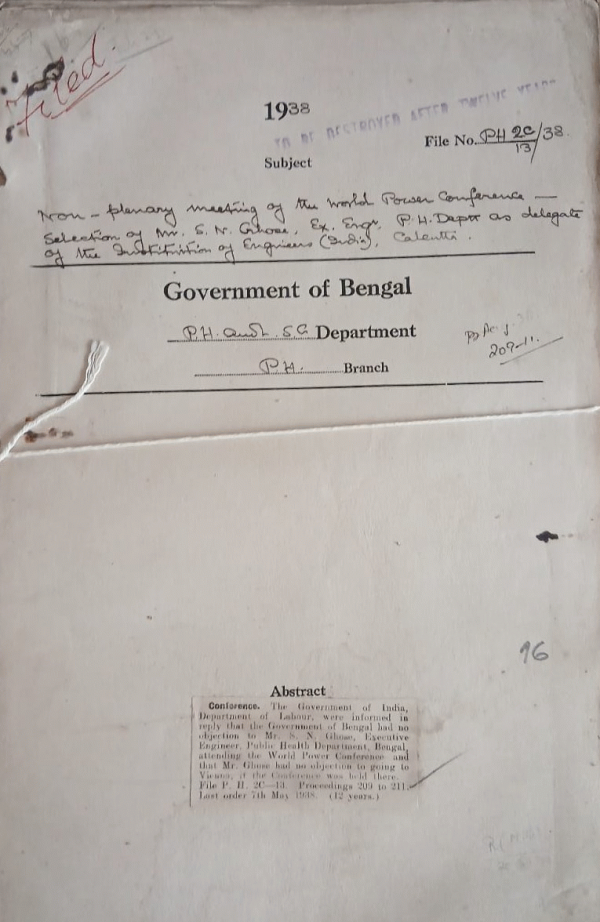 Filed.
1938
TO BE DESTROYED AFTER TWELVE YEARS
File No. PH 2C/13/38.
Subject
Non-plenary meeting of the World Power Conference —
Selection of Mr. S. N. Ghose, Ex. Engr, P.H. Deptt as delegate
of the Institution of Engineers (India), Calcutta.
Government of Bengal
P.H. and L.S.G Department
209-11.
P.H. Branch
16
Abstract
Conference. The Government of India,
Department of Labour, were informed in
reply that the Government of Bengal had no
objection to Mr. S. N. Ghose, Executive
Engineer, Public Health Department, Bengal,
attending the World Power Conference and
that Mr. Ghose had no objection to going to
Vienna, if the Conference was held there.
File P. H. 2C—13. Proceedings 209 to 211.
Last order 7th May 1938. (12 years.)